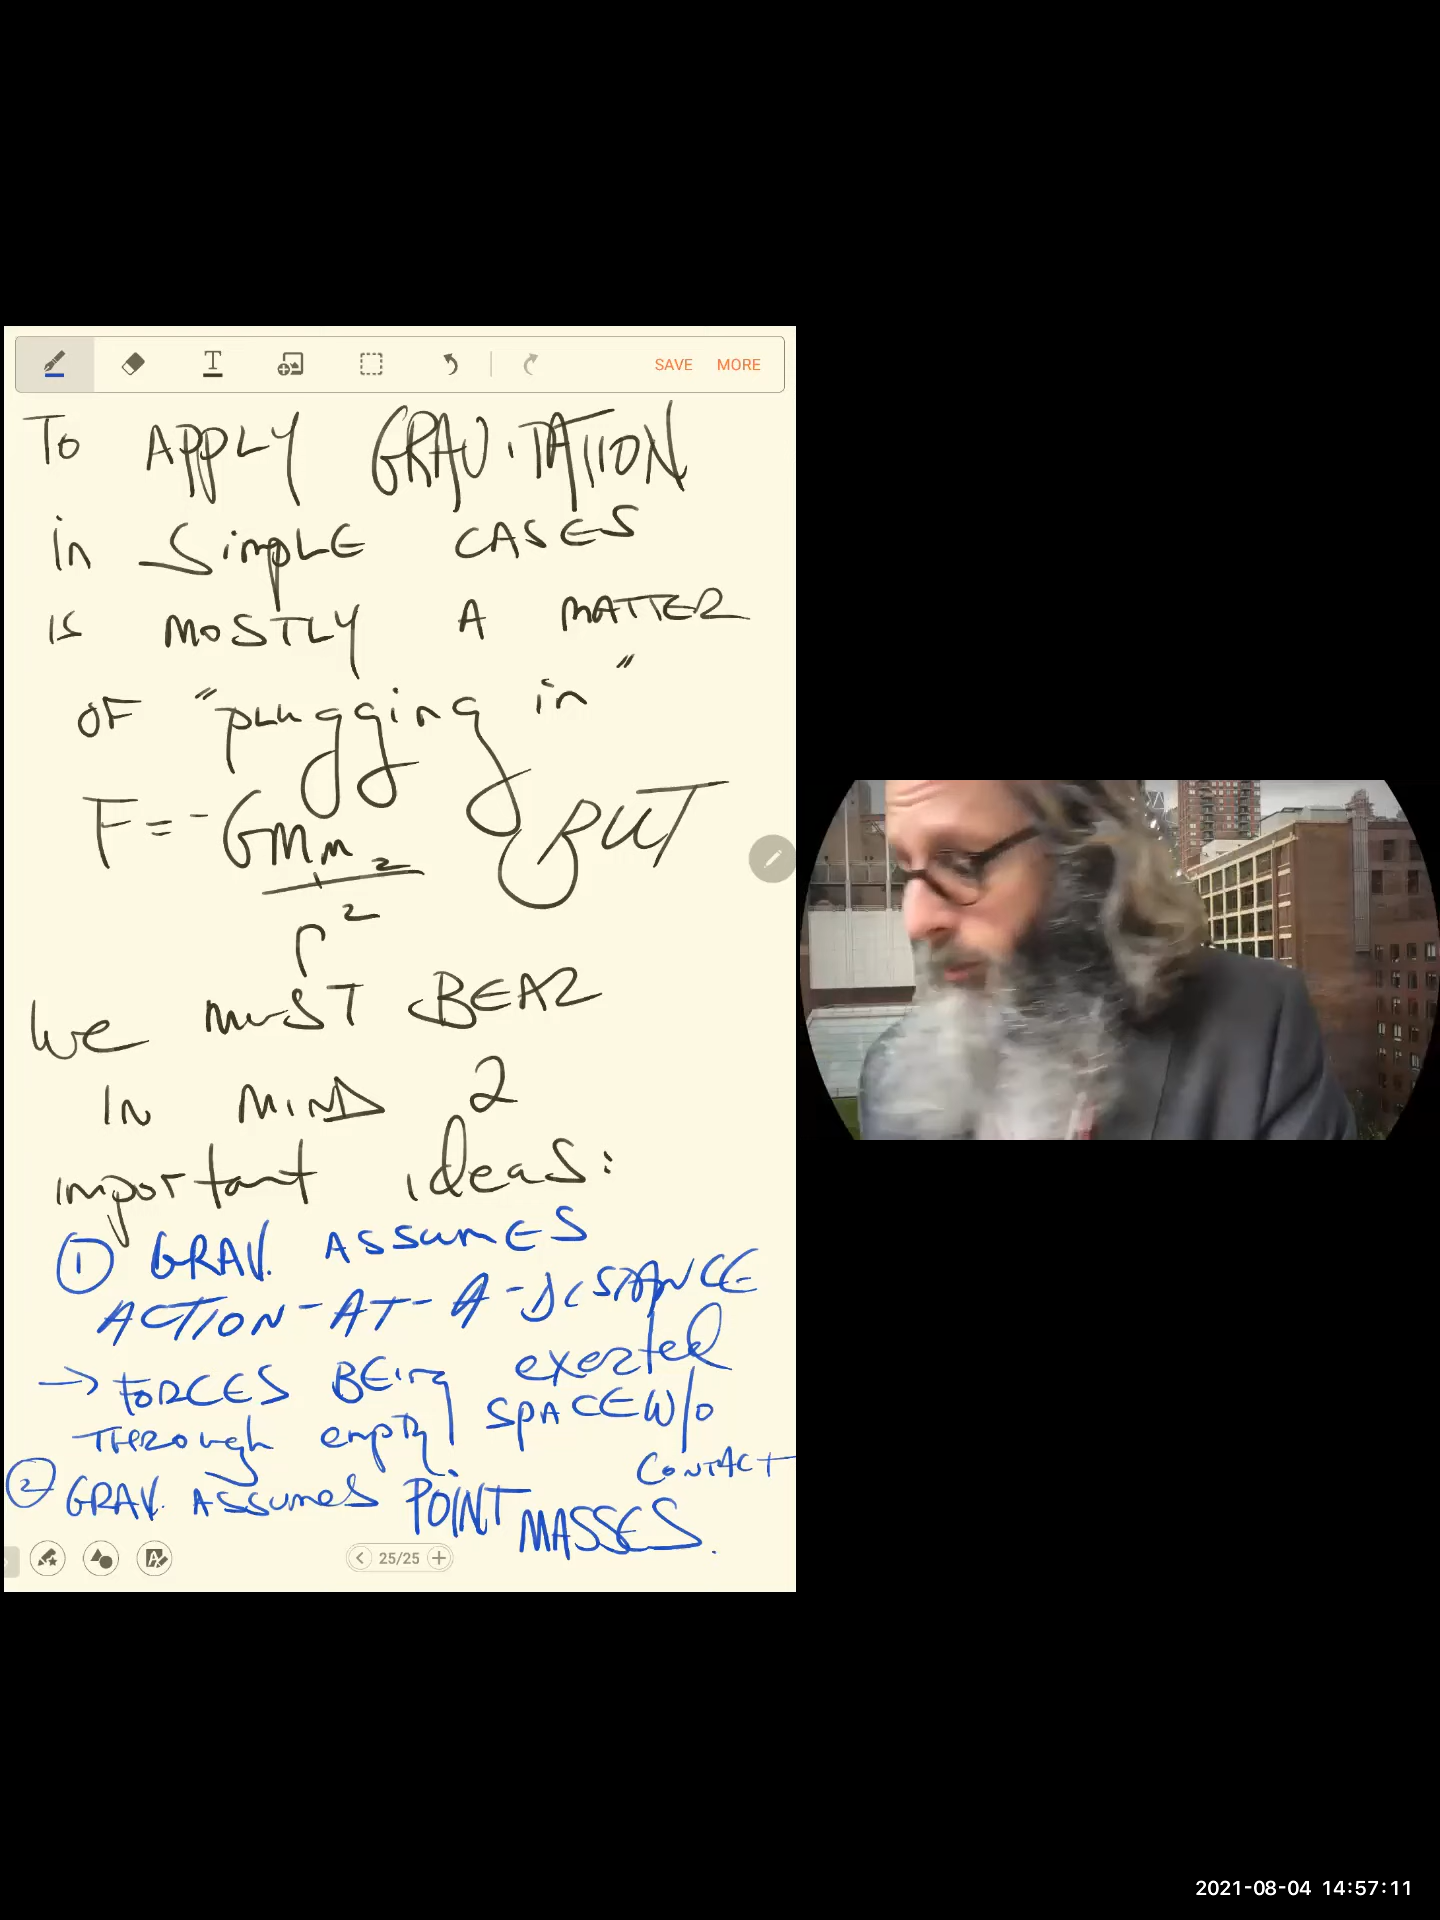 T
SAVE MORE
To APPLY GRAVITATION
in SimpLE CASES
is MOSTLY A MATTER
OF "plugging in"
F = -Gm₁m₂ BUT
r²
We must BEAR
IN MIND 2
important ideas:
① GRAV. ASSUMES
ACTION-AT-A-DISTANCE
→ FORCES BEing exerted
THROUGH empty SPACE W/O
CONTACT
② GRAV. ASSUMES POINT MASSES.
25/25
2021-08-04 14:57:11